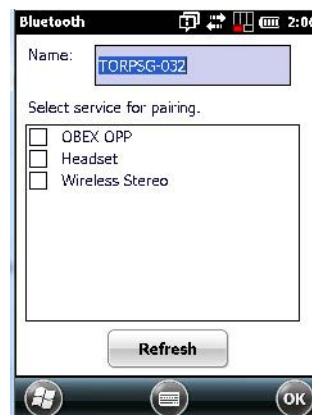 Bluetooth 2:06
Name:
TORPSG-032
Select service for pairing.
OBEX OPP
Headset
Wireless Stereo
Refresh
OK